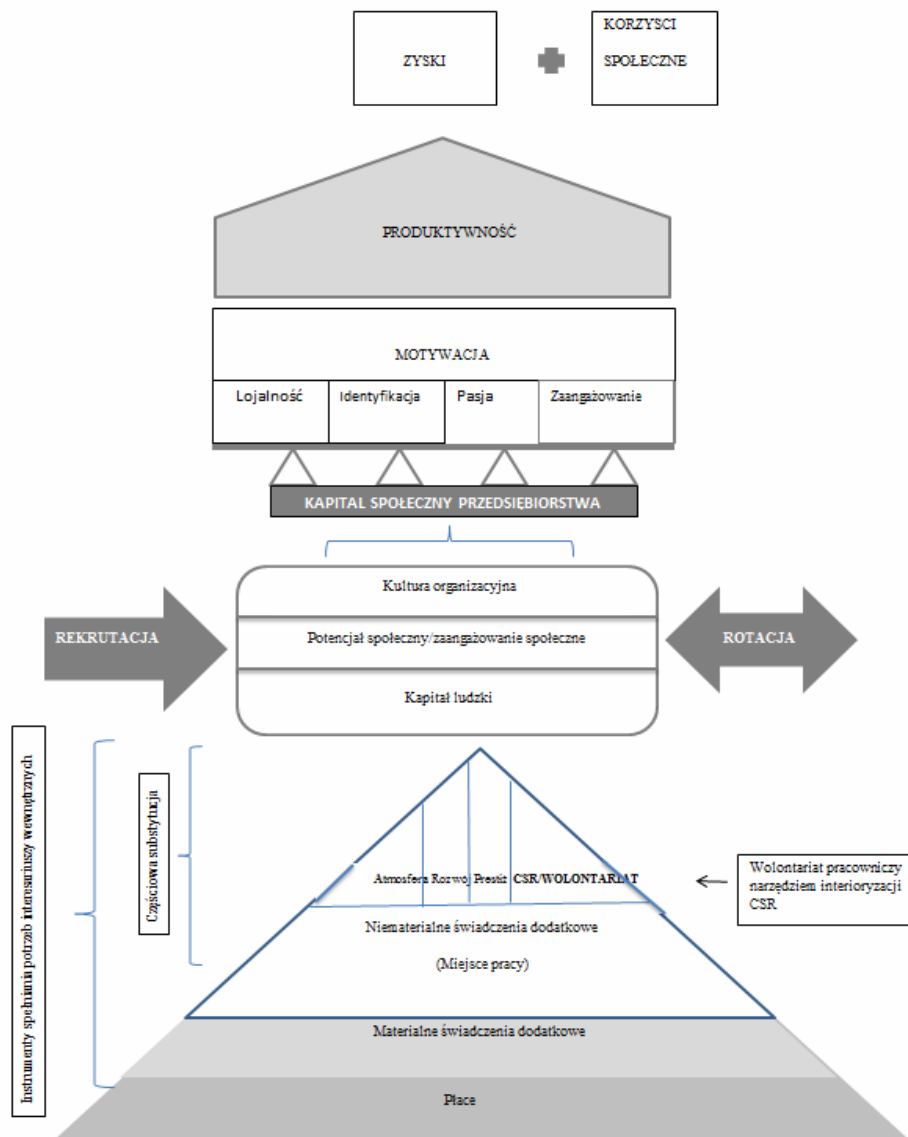 KORZYSCI
ZYSKI
SPOŁECZNE
PRODUKTYWNOŚĆ
MOTYWACJA
Lojalność
Identyfikacja
Pasja
Zaangażowanie
KAPITAŁ SPOŁECZNY PRZEDSIĘBIORSTWA
Kultura organizacyjna
REKRUTACJA
Potencjał społeczny/zaangażowanie społeczne
ROTACJA
Kapitał ludzki
Instrumenty spełniania potrzeb interesariuszy wewnętrznych
Częściowa substytucja
Atmosfera Rozwój Prestiż CSR/WOLONTARIAT
Wolontariat pracowniczy
narzędziem interioryzacji
CSR
Niematerialne świadczenia dodatkowe
(Miejsce pracy)
Materialne świadczenia dodatkowe
Płace